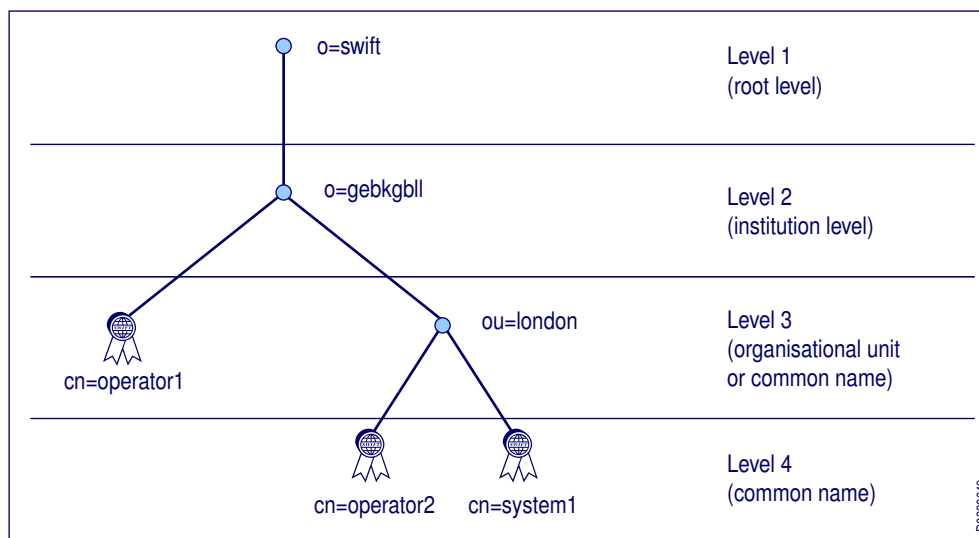 o=swift
Level 1
(root level)
o=gebkgbll
Level 2
(institution level)
ou=london
Level 3
(organisational unit
or common name)
cn=operator1
Level 4
(common name)
cn=operator2
cn=system1